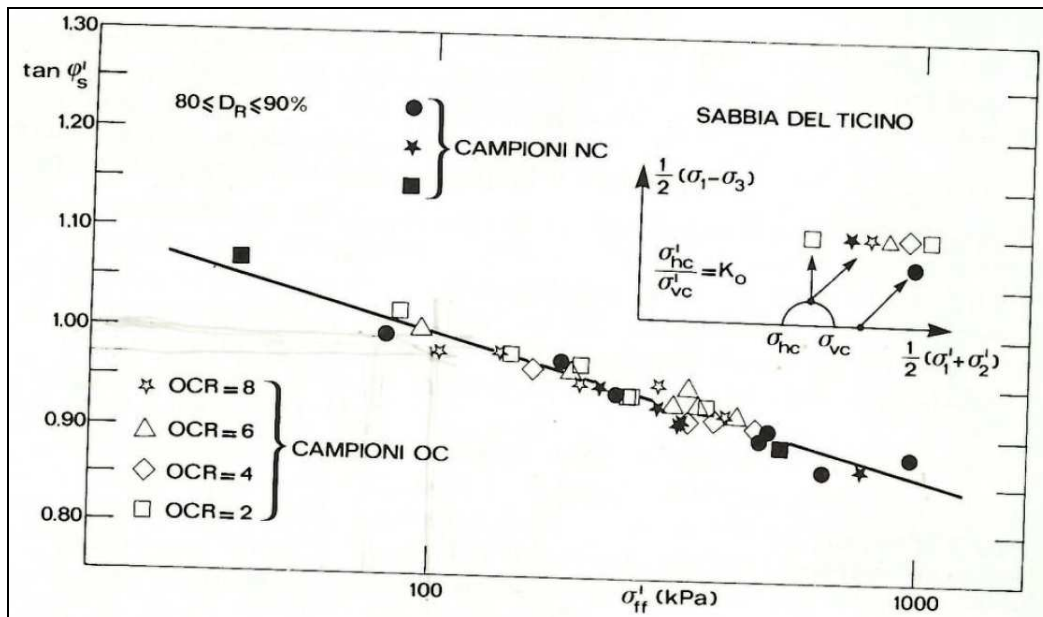 1.30
tan φ's
1.20
1.10
1.00
0.90
0.80
80 ≤ D_R ≤ 90%
CAMPIONI NC
SABBIA DEL TICINO
½ (σ₁-σ₃)
σ'hc / σ'vc = K₀
σhc
σvc
½ (σ'₁+σ'₂)
OCR = 8
OCR = 6
OCR = 4
OCR = 2
CAMPIONI OC
100
σ'ff (kPa)
1000